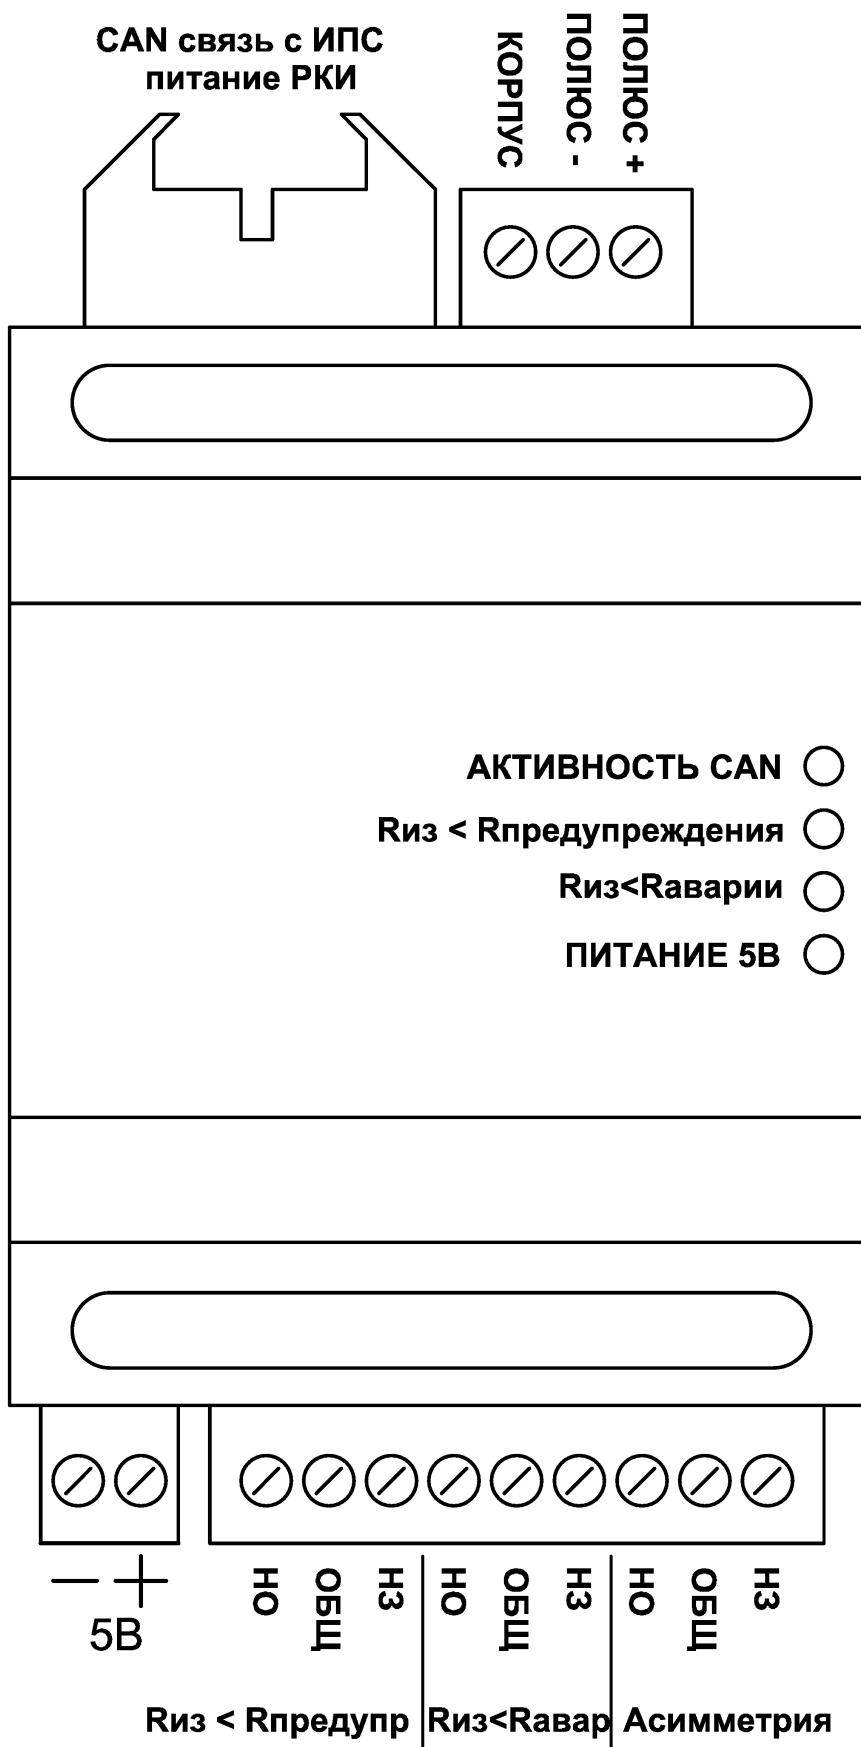 CAN связь с ИПС
питание РКИ
КОРПУС
ПОЛЮС -
ПОЛЮС +
АКТИВНОСТЬ CAN
Rиз < Rпредупреждения
Rиз<Rаварии
ПИТАНИЕ 5В
— +
5В
НО
ОБЩ
НЗ
НО
ОБЩ
НЗ
НО
ОБЩ
НЗ
Rиз < Rпредупр
Rиз<Rавар
Асимметрия